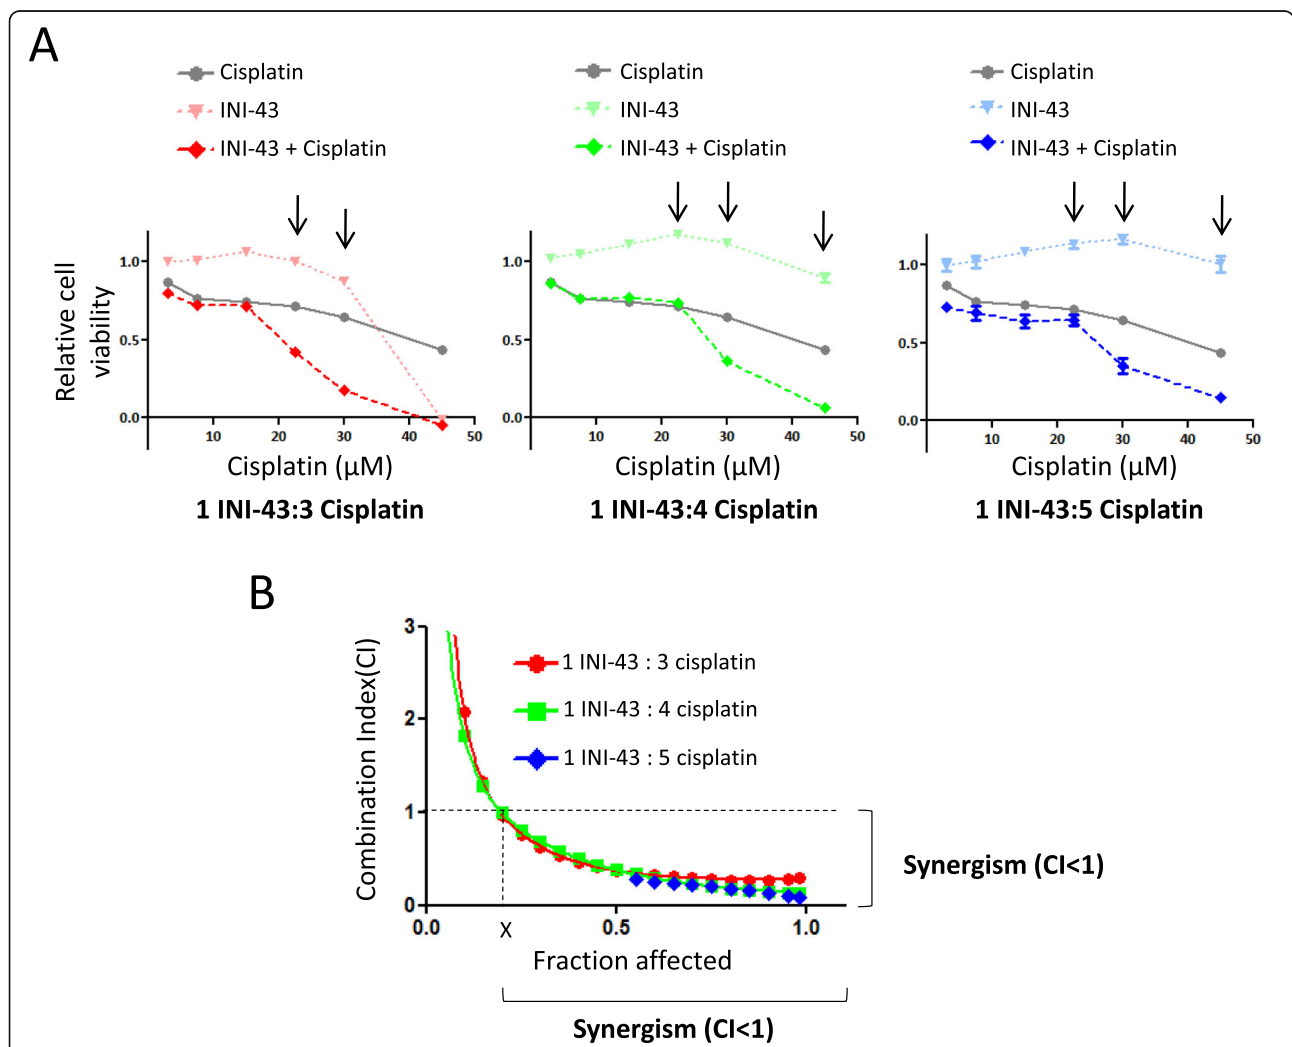 A
Cisplatin
INI-43
INI-43 + Cisplatin
Cisplatin
INI-43
INI-43 + Cisplatin
Cisplatin
INI-43
INI-43 + Cisplatin
Relative cell
viability
1.0
0.5
0.0
10 20 30 40 50
Cisplatin (µM)
1 INI-43:3 Cisplatin
1.0
0.5
0.0
10 20 30 40 50
Cisplatin (µM)
1 INI-43:4 Cisplatin
1.0
0.5
0.0
10 20 30 40 50
Cisplatin (µM)
1 INI-43:5 Cisplatin
B
Combination Index(CI)
3
2
1
0
1 INI-43 : 3 cisplatin
1 INI-43 : 4 cisplatin
1 INI-43 : 5 cisplatin
Synergism (CI<1)
0.0 X 0.5 1.0
Fraction affected
Synergism (CI<1)